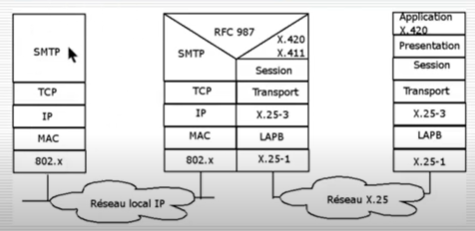 SMTP
TCP
IP
MAC
802.x
RFC 987
SMTP
X.420
X.411
Session
TCP
Transport
IP
X.25-3
MAC
LAPB
802.x
X.25-1
Application
X.420
Presentation
Session
Transport
X.25-3
LAPB
X.25-1
Réseau local IP
Réseau X.25